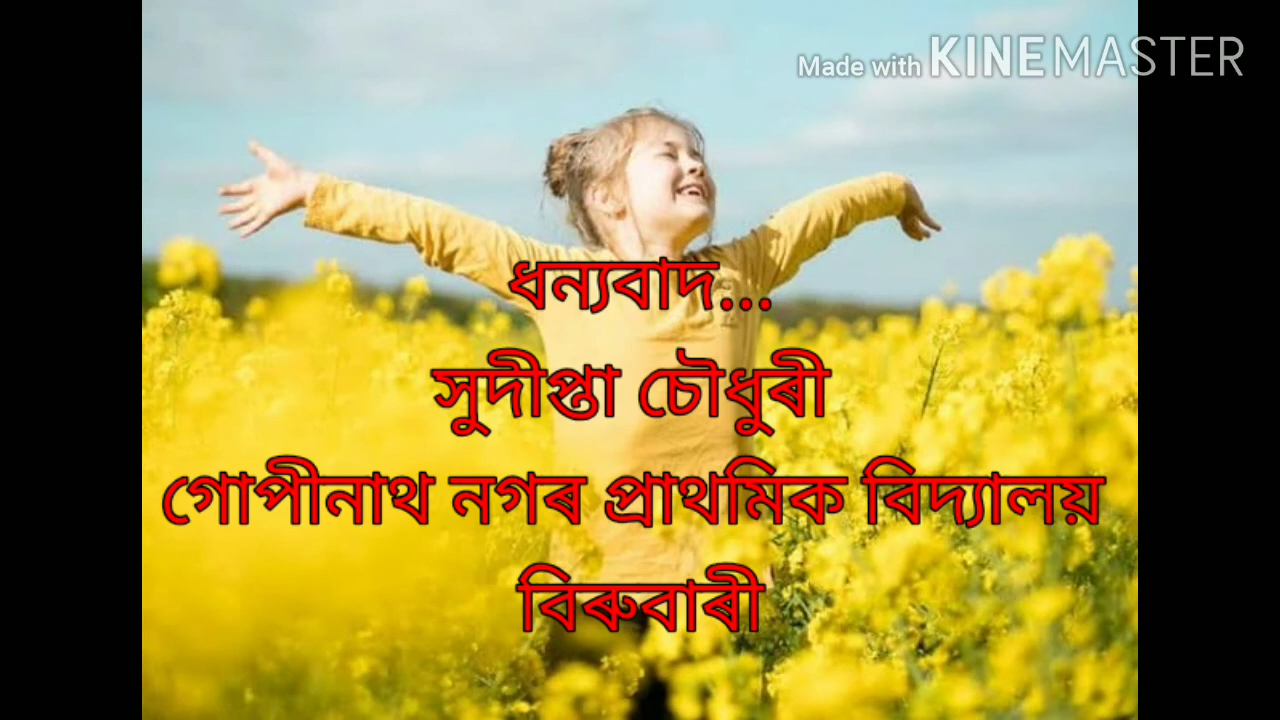 Made with KINEMASTER
ধন্যবাদ...
সুদীপ্তা চৌধুৰী
গোপীনাথ নগৰ প্ৰাথমিক বিদ্যালয়
বিৰুবাৰী